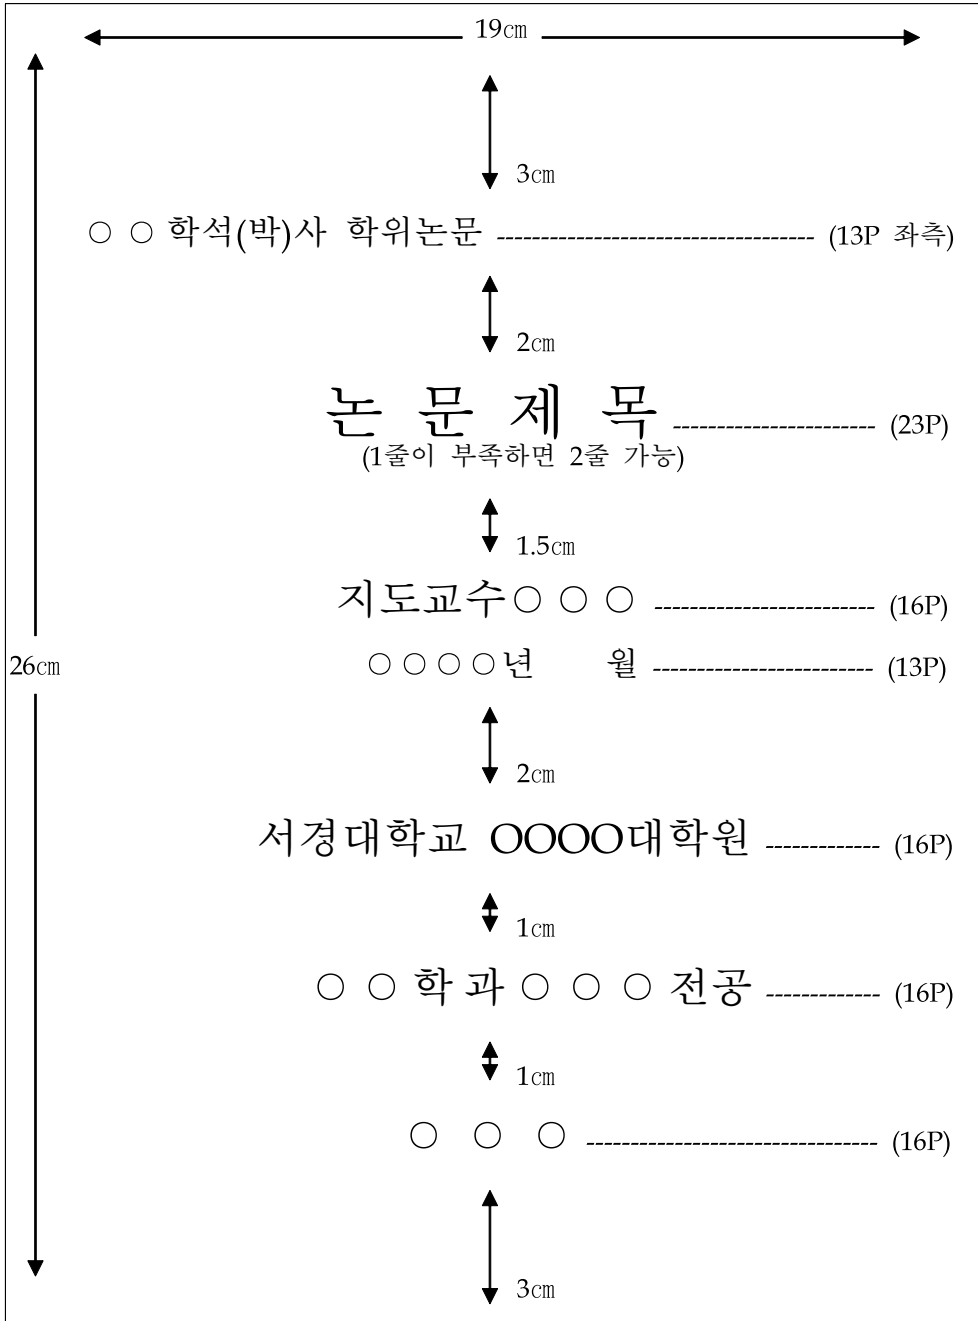 19㎝
3㎝
○ ○ 학석(박)사 학위논문 ------------------------------------ (13P 좌측)
2㎝
논 문 제 목 ----------------------- (23P)
(1줄이 부족하면 2줄 가능)
1.5㎝
지도교수○ ○ ○ ------------------------- (16P)
26㎝
○○○○년 월 ------------------------- (13P)
2㎝
서경대학교 OOOO대학원 ------------- (16P)
1㎝
○ ○ 학 과 ○ ○ ○ 전공 ------------- (16P)
1㎝
○ ○ ○ --------------------------------- (16P)
3㎝